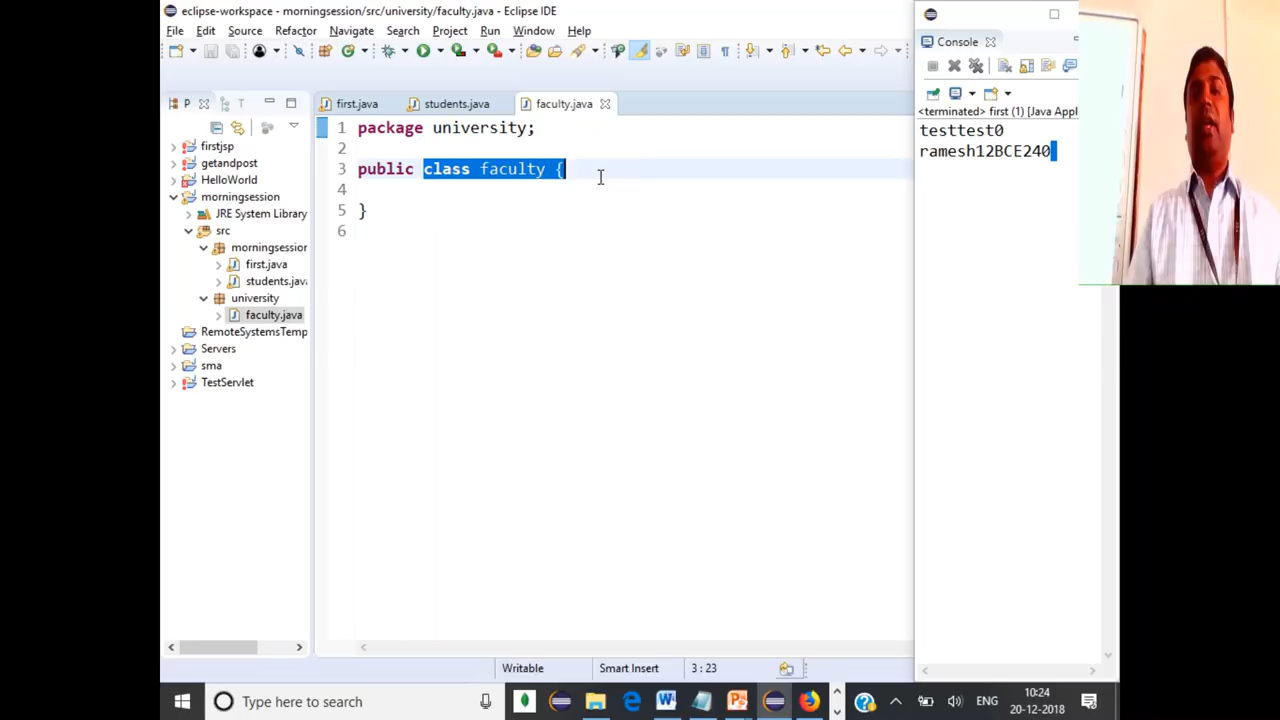 eclipse-workspace - morningsession/src/university/faculty.java - Eclipse IDE
File Edit Source Refactor Navigate Search Project Run Window Help
P T
first.java students.java faculty.java
firstjsp
getandpost
HelloWorld
morningsession
JRE System Library
src
morningsession
first.java
students.java
university
faculty.java
RemoteSystemsTemp
Servers
sma
TestServlet
1 package university;
2
3 public class faculty {
4
5 }
6
Console
<terminated> first (1) [Java Appl
testtest0
ramesh12BCE240
Writable Smart Insert 3 : 23
Type here to search
ENG
10:24
20-12-2018